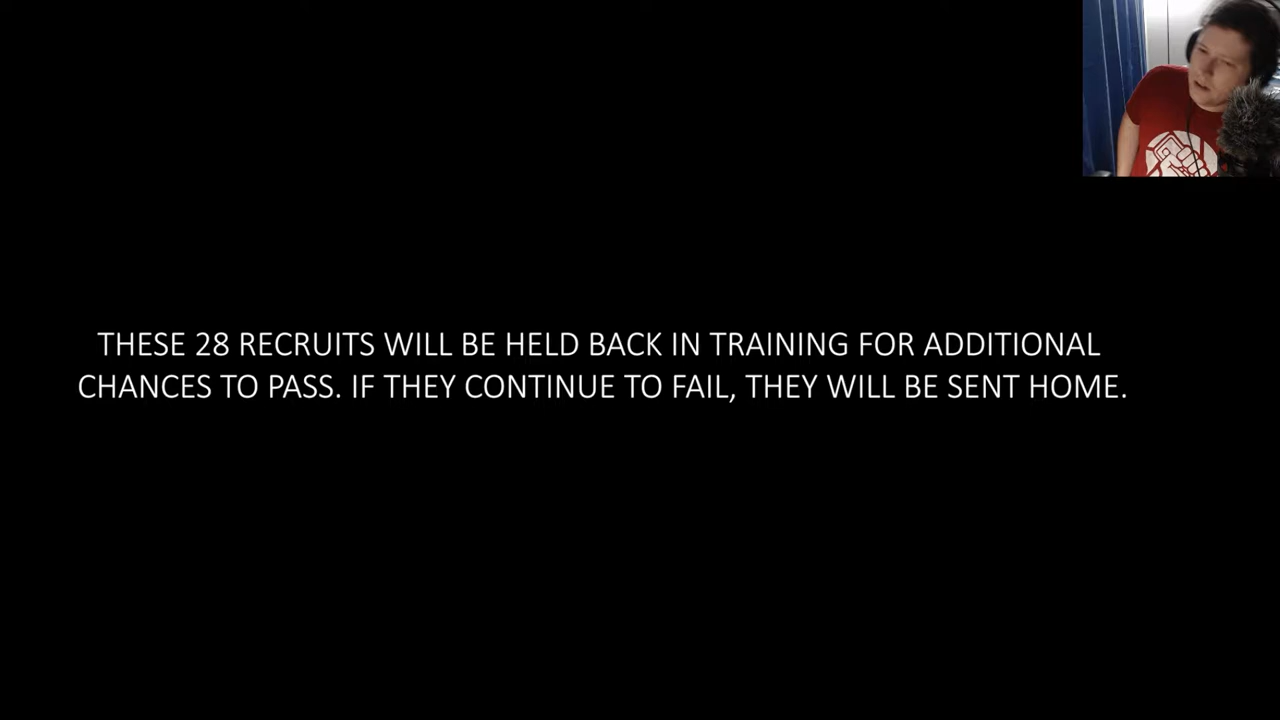 THESE 28 RECRUITS WILL BE HELD BACK IN TRAINING FOR ADDITIONAL
CHANCES TO PASS. IF THEY CONTINUE TO FAIL, THEY WILL BE SENT HOME.